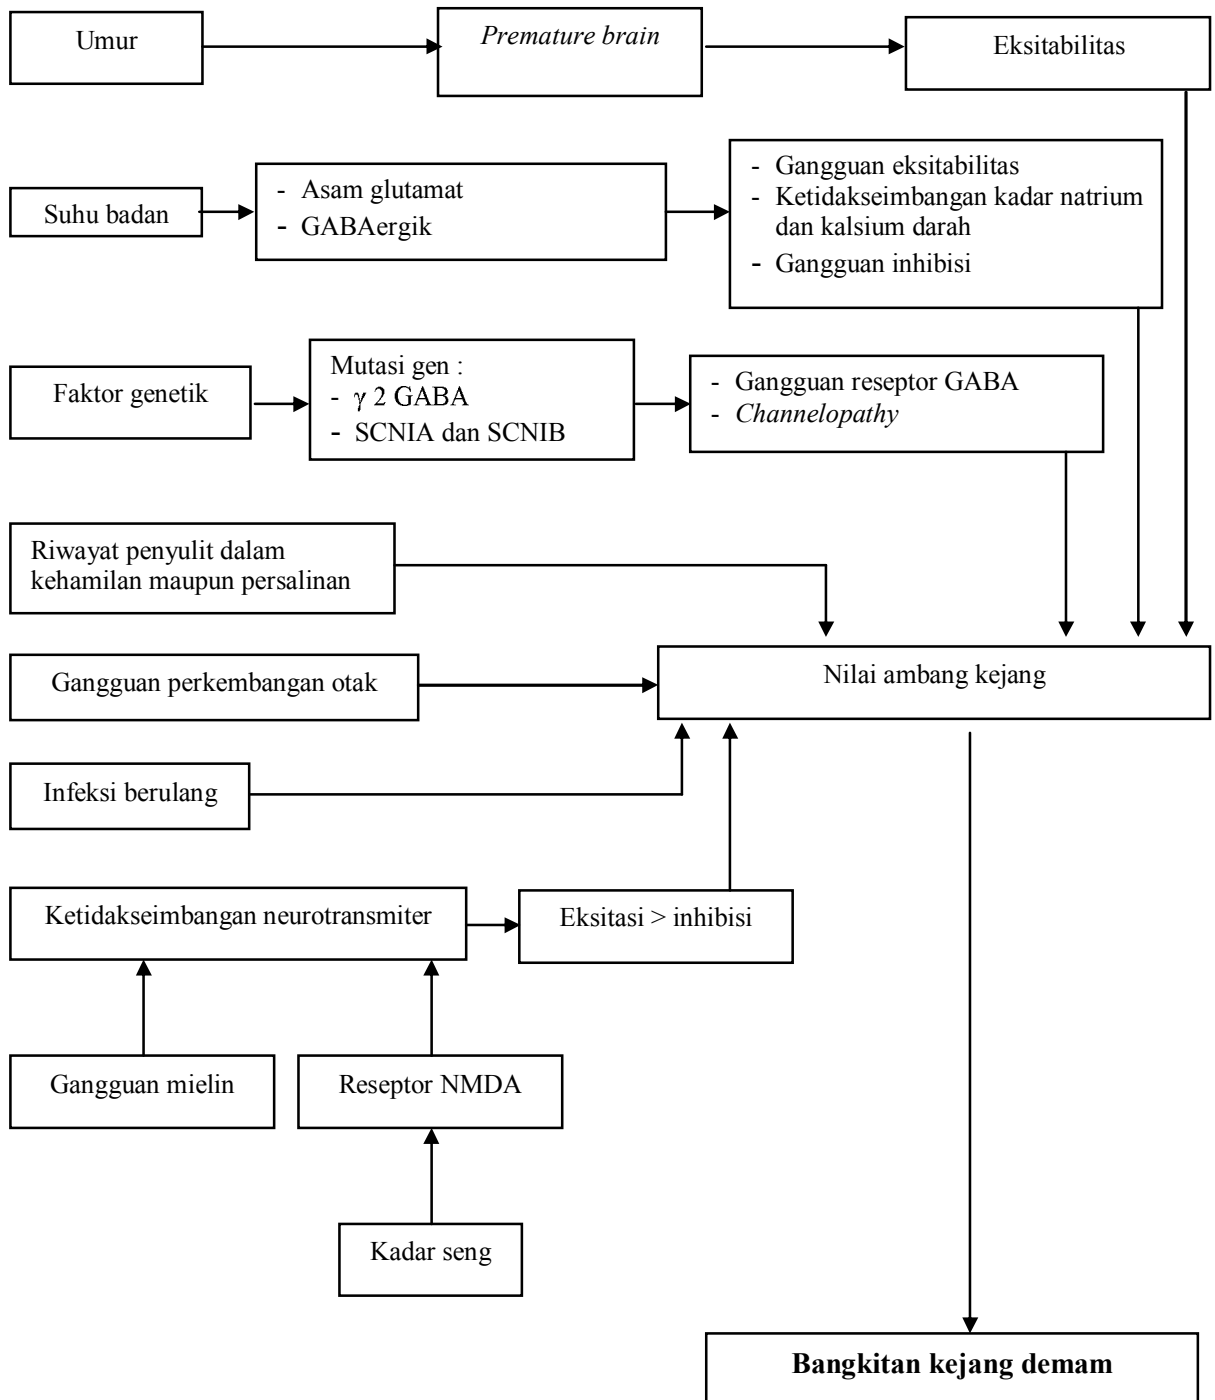 Umur
Premature brain
Eksitabilitas
Suhu badan
- Asam glutamat
- GABAergik
- Gangguan eksitabilitas
- Ketidakseimbangan kadar natrium
dan kalsium darah
- Gangguan inhibisi
Faktor genetik
Mutasi gen :
- γ 2 GABA
- SCNIA dan SCNIB
- Gangguan reseptor GABA
- Channelopathy
Riwayat penyulit dalam
kehamilan maupun persalinan
Gangguan perkembangan otak
Nilai ambang kejang
Infeksi berulang
Ketidakseimbangan neurotransmiter
Eksitasi > inhibisi
Gangguan mielin
Reseptor NMDA
Kadar seng
Bangkitan kejang demam